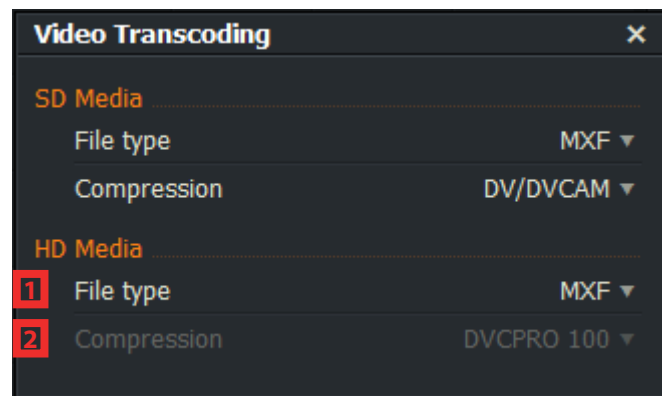 Video Transcoding ×
SD Media
File type MXF
Compression DV/DVCAM
HD Media
1 File type MXF
2 Compression DVCPRO 100